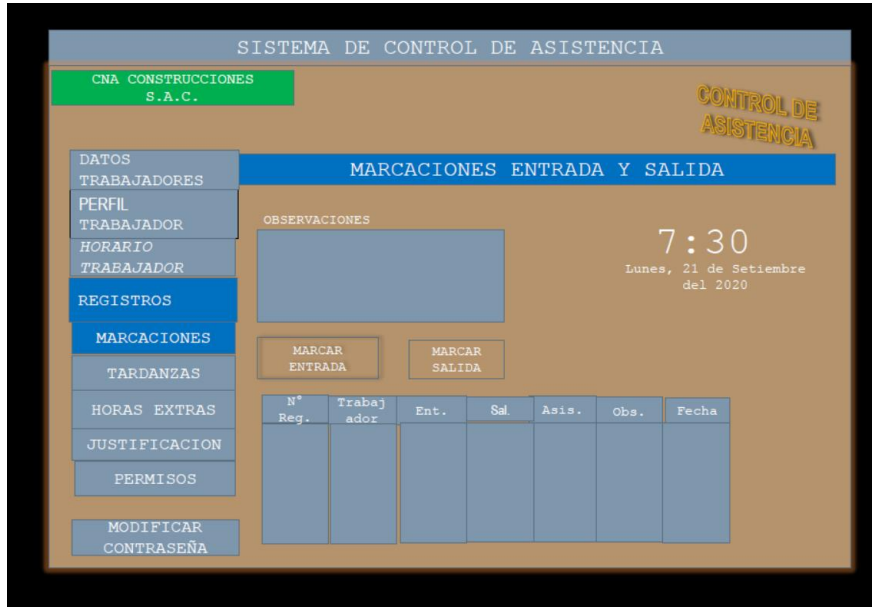 SISTEMA DE CONTROL DE ASISTENCIA
CNA CONSTRUCCIONES
S.A.C.
CONTROL DE
ASISTENCIA
DATOS
TRABAJADORES
PERFIL
TRABAJADOR
HORARIO
TRABAJADOR
REGISTROS
MARCACIONES
TARDANZAS
HORAS EXTRAS
JUSTIFICACION
PERMISOS
MODIFICAR
CONTRASEÑA
MARCACIONES ENTRADA Y SALIDA
OBSERVACIONES
7:30
Lunes, 21 de Setiembre
del 2020
MARCAR
ENTRADA
MARCAR
SALIDA
N°
Reg.
Trabaj
ador
Ent.
Sal.
Asis.
Obs.
Fecha